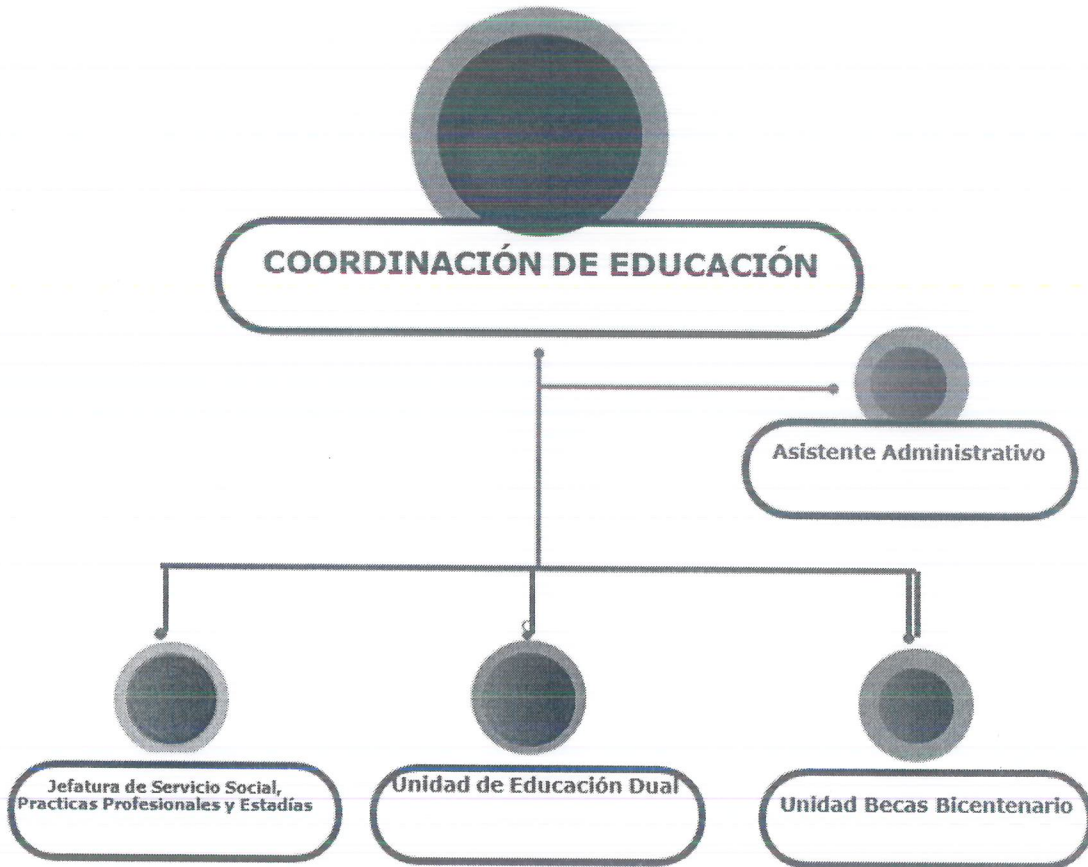 COORDINACIÓN DE EDUCACIÓN
Asistente Administrativo
Jefatura de Servicio Social,
Practicas Profesionales y Estadías
Unidad de Educación Dual
Unidad Becas Bicentenario